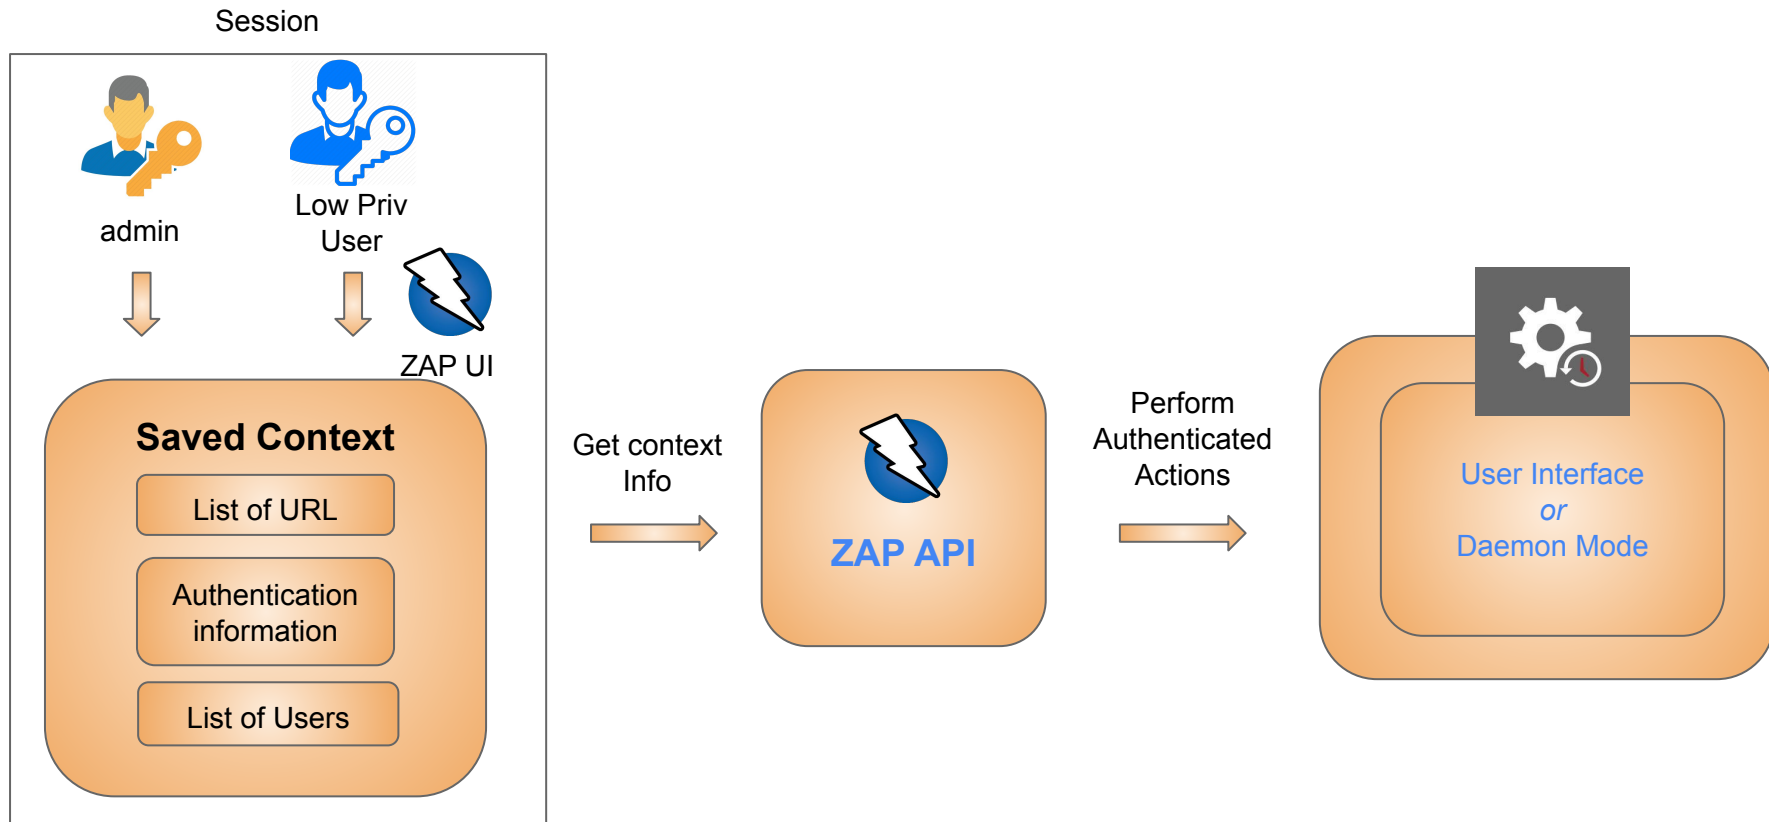 Session
admin
Low Priv
User
ZAP UI
Saved Context
List of URL
Authentication
information
List of Users
Get context
Info
ZAP API
Perform
Authenticated
Actions
User Interface
or
Daemon Mode